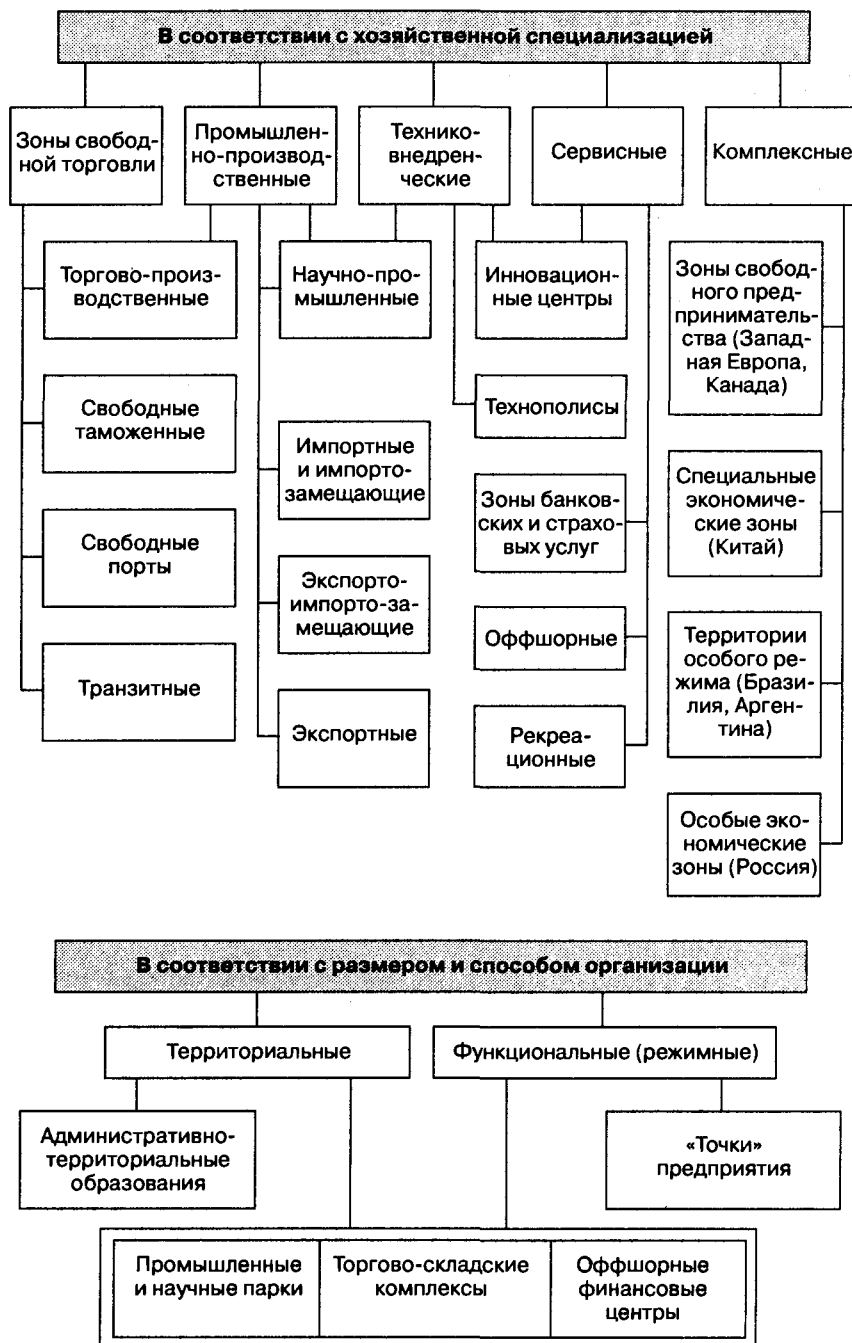 В соответствии с хозяйственной специализацией
Зоны свобод-
ной торговли
Промышлен-
но-производ-
ственные
Технико-
внедрен-
ческие
Сервисные
Комплексные
Торгово-произ-
водственные
Научно-про-
мышленные
Инновацион-
ные центры
Зоны свобод-
ного пред-
приниматель-
ства (Запад-
ная Европа,
Канада)
Свободные
таможенные
Технополисы
Импортные
и импорто-
замещающие
Зоны банков-
ских и страхо-
вых услуг
Специальные
экономиче-
ские зоны
(Китай)
Свободные
порты
Экспорто-
импорто-за-
мещающие
Оффшорные
Территории
особого ре-
жима (Брази-
лия, Арген-
тина)
Транзитные
Экспортные
Рекреа-
ционные
Особые эко-
номические
зоны (Россия)
В соответствии с размером и способом организации
Территориальные
Функциональные (режимные)
Административно-
территориальные
образования
«Точки»
предприятия
Промышленные
и научные парки
Торгово-складские
комплексы
Оффшорные
финансовые
центры